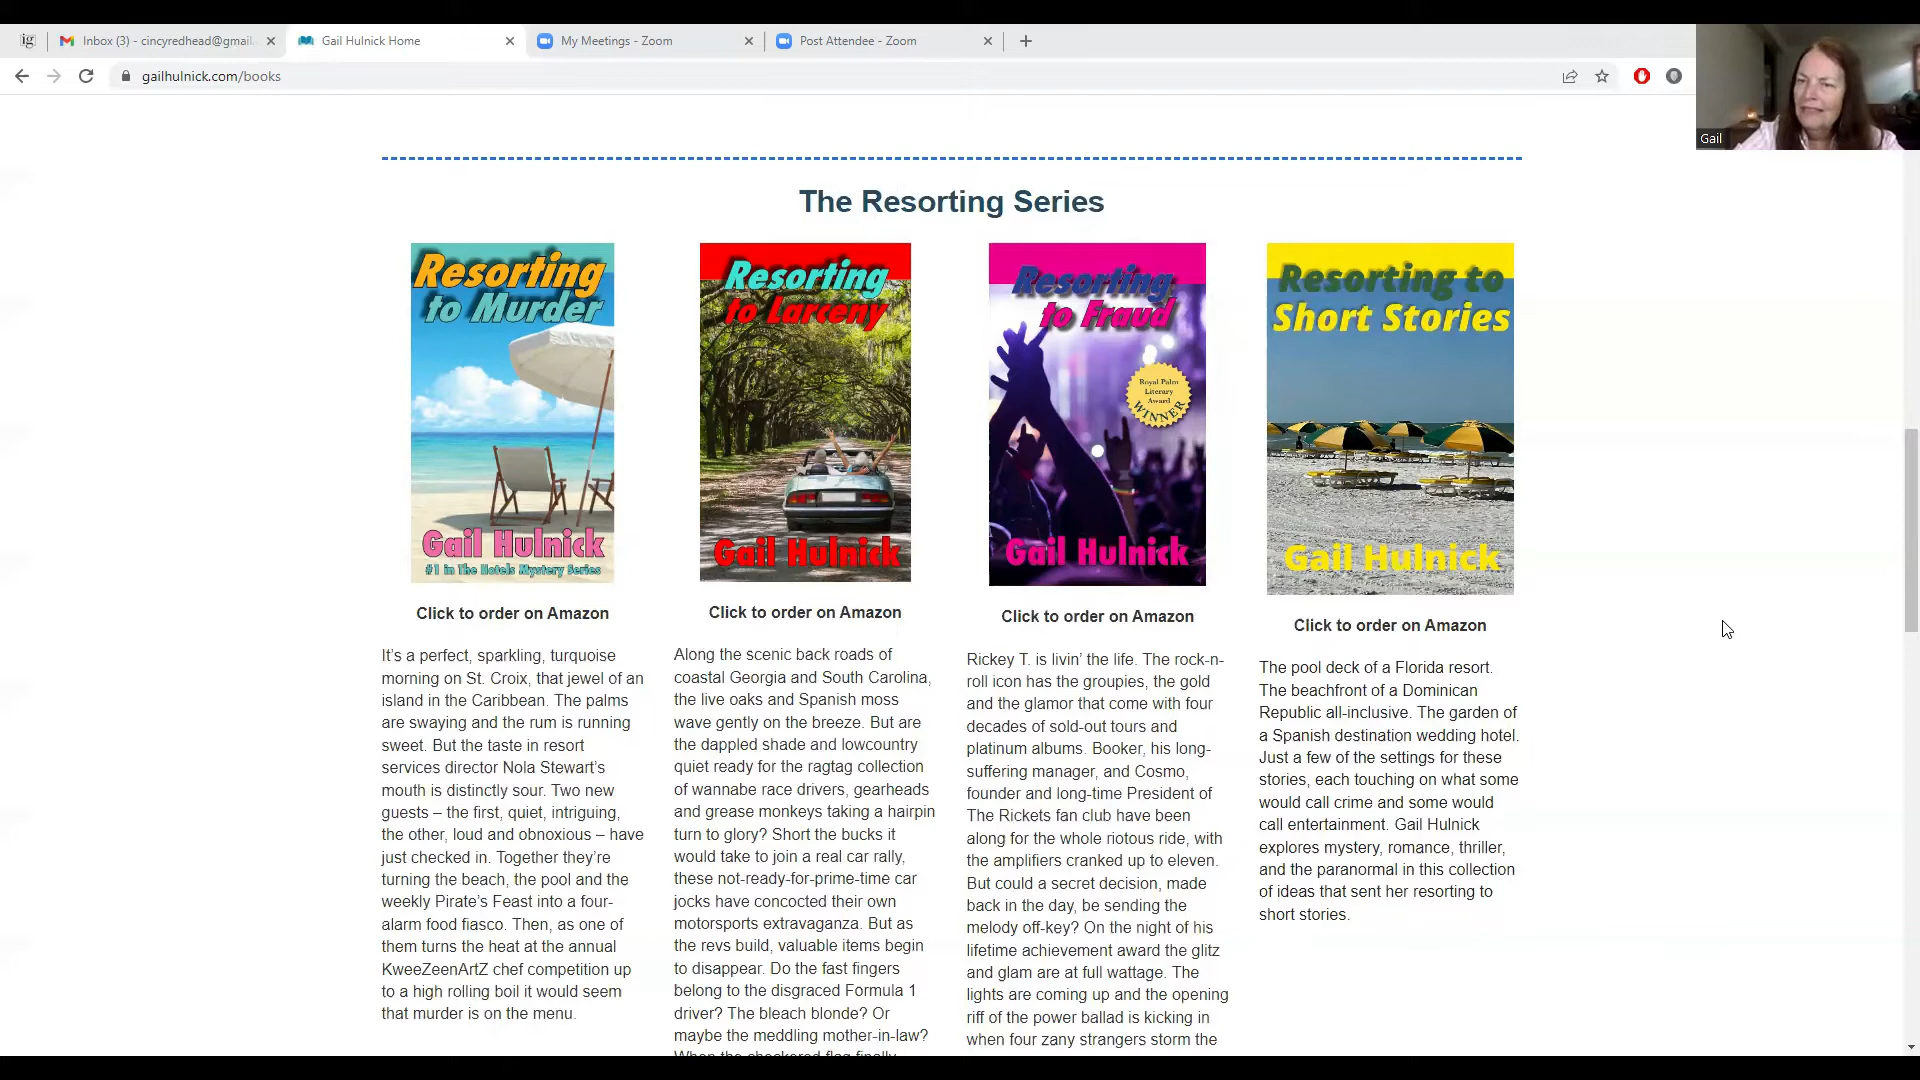 Inbox (3) - cincyredhead@gmail.
Gail Hulnick Home
My Meetings - Zoom
Post Attendee - Zoom
gailhulnick.com/books
Gail
The Resorting Series
Resorting
to Murder
Gail Hulnick
#1 in The Hotels Mystery Series
Click to order on Amazon
It's a perfect, sparkling, turquoise
morning on St. Croix, that jewel of an
island in the Caribbean. The palms
are swaying and the rum is running
sweet. But the taste in resort
services director Nola Stewart's
mouth is distinctly sour. Two new
guests – the first, quiet, intriguing,
the other, loud and obnoxious – have
just checked in. Together they're
turning the beach, the pool and the
weekly Pirate's Feast into a four-
alarm food fiasco. Then, as one of
them turns the heat at the annual
KweeZeenArtZ chef competition up
to a high rolling boil it would seem
that murder is on the menu.
Resorting
to Larceny
Gail Hulnick
Click to order on Amazon
Along the scenic back roads of
coastal Georgia and South Carolina,
the live oaks and Spanish moss
wave gently on the breeze. But are
the dappled shade and lowcountry
quiet ready for the ragtag collection
of wannabe race drivers, gearheads
and grease monkeys taking a hairpin
turn to glory? Short the bucks it
would take to join a real car rally,
these not-ready-for-prime-time car
jocks have concocted their own
motorsports extravaganza. But as
the revs build, valuable items begin
to disappear. Do the fast fingers
belong to the disgraced Formula 1
driver? The bleach blonde? Or
maybe the meddling mother-in-law?
When the checkered flag finally
Resorting
to Fraud
Royal Palm
Literary
Award
WINNER
Gail Hulnick
Click to order on Amazon
Rickey T. is livin' the life. The rock-n-
roll icon has the groupies, the gold
and the glamor that come with four
decades of sold-out tours and
platinum albums. Booker, his long-
suffering manager, and Cosmo,
founder and long-time President of
The Rickets fan club have been
along for the whole riotous ride, with
the amplifiers cranked up to eleven.
But could a secret decision, made
back in the day, be sending the
melody off-key? On the night of his
lifetime achievement award the glitz
and glam are at full wattage. The
lights are coming up and the opening
riff of the power ballad is kicking in
when four zany strangers storm the
Resorting to
Short Stories
Gail Hulnick
Click to order on Amazon
The pool deck of a Florida resort.
The beachfront of a Dominican
Republic all-inclusive. The garden of
a Spanish destination wedding hotel.
Just a few of the settings for these
stories, each touching on what some
would call crime and some would
call entertainment. Gail Hulnick
explores mystery, romance, thriller,
and the paranormal in this collection
of ideas that sent her resorting to
short stories.